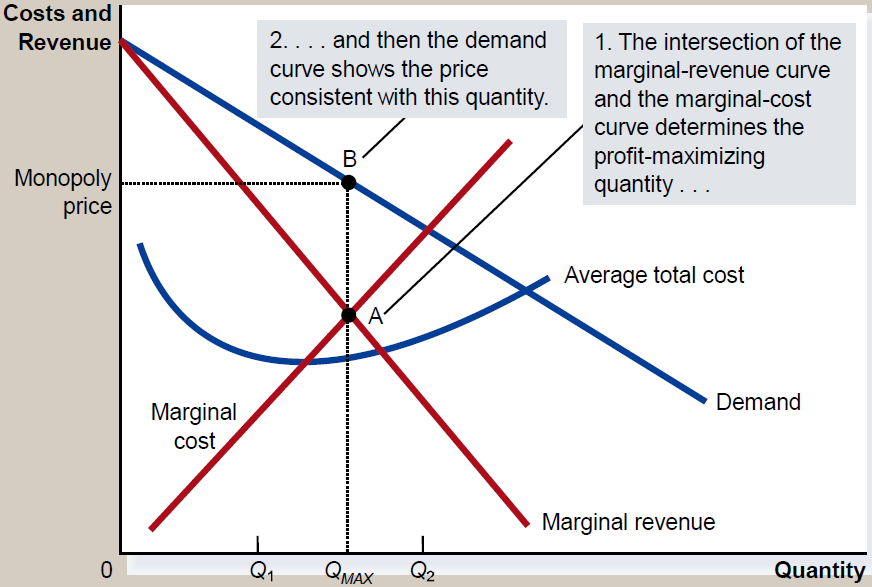 Costs and
Revenue
2. . . . and then the demand
curve shows the price
consistent with this quantity.
1. The intersection of the
marginal-revenue curve
and the marginal-cost
curve determines the
profit-maximizing
quantity . . .
B
Monopoly
price
Average total cost
A
Demand
Marginal
cost
Marginal revenue
0
Q1
QMAX
Q2
Quantity